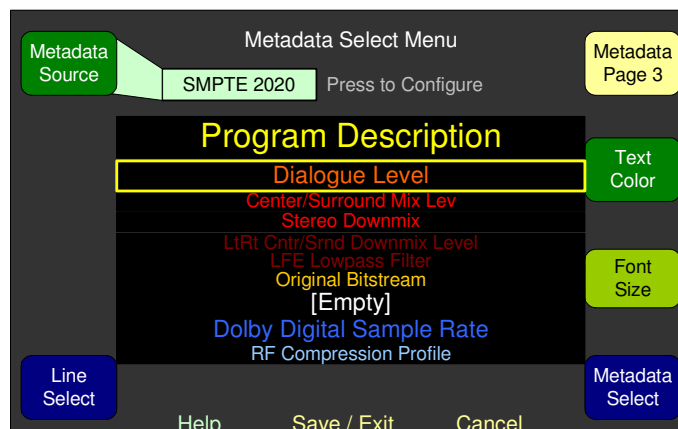 Metadata Select Menu
Metadata
Source
SMPTE 2020
Press to Configure
Metadata
Page 3
Program Description
Dialogue Level
Center/Surround Mix Lev
Stereo Downmix
LtRt Cntr/Srnd Downmix Level
LFE Lowpass Filter
Original Bitstream
[Empty]
Dolby Digital Sample Rate
RF Compression Profile
Text
Color
Font
Size
Line
Select
Metadata
Select
Help
Save / Exit
Cancel